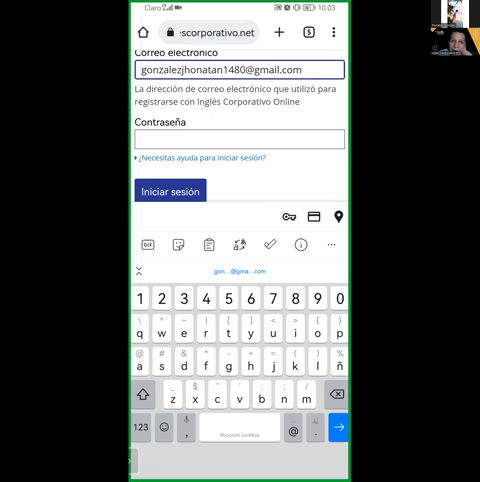 Claro
10:03
escorporativo.net
5
Correo electrónico
gonzalezjhonatan1480@gmail.com
La dirección de correo electrónico que utilizó para
registrarse con Inglés Corporativo Online
Contraseña
¿Necesitas ayuda para iniciar sesión?
Iniciar sesión
GIF
gon...@gma...com
1 2 3 4 5 6 7 8 9 0
\ ^ ~ | [ ] < > { }
q w e r t y u i o p
@ # & * - + = ( ) %
a s d f g h j k l ñ
_ $ " ' : ; /
z x c v b n m
123 , Microsoft SwiftKey @ .